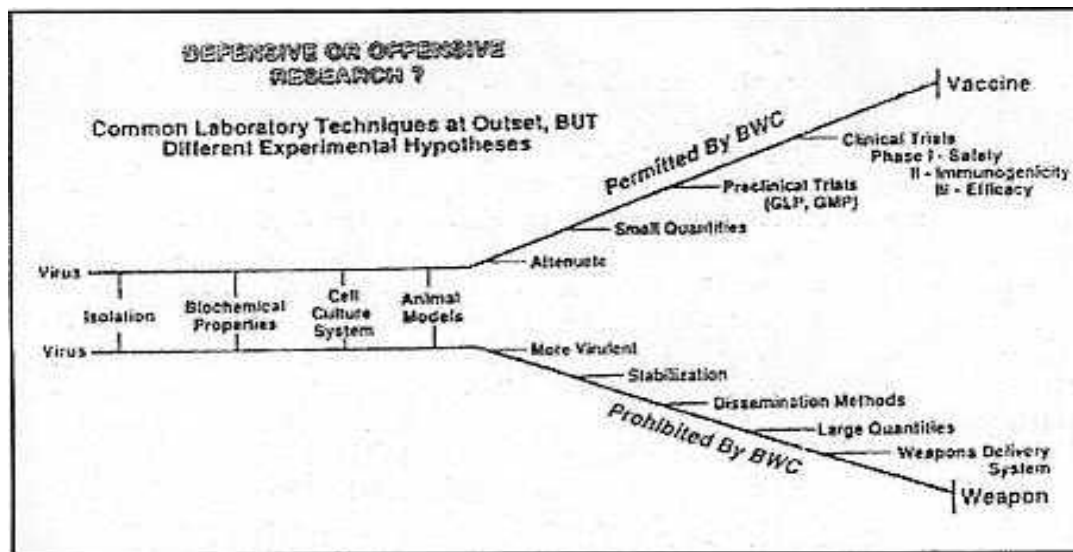 DEFENSIVE OR OFFENSIVE
RESEARCH ?
Common Laboratory Techniques at Outset, BUT
Different Experimental Hypotheses
Permitted By BWC
Vaccine
Clinical Trials
Phase I - Safety
II - Immunogenicity
III - Efficacy
Preclinical Trials
(GLP, GMP)
Small Quantities
Attenuate
Virus
Isolation
Biochemical
Properties
Cell
Culture
System
Animal
Models
Virus
More Virulent
Stabilization
Dissemination Methods
Large Quantities
Weapons Delivery
System
Prohibited By BWC
Weapon